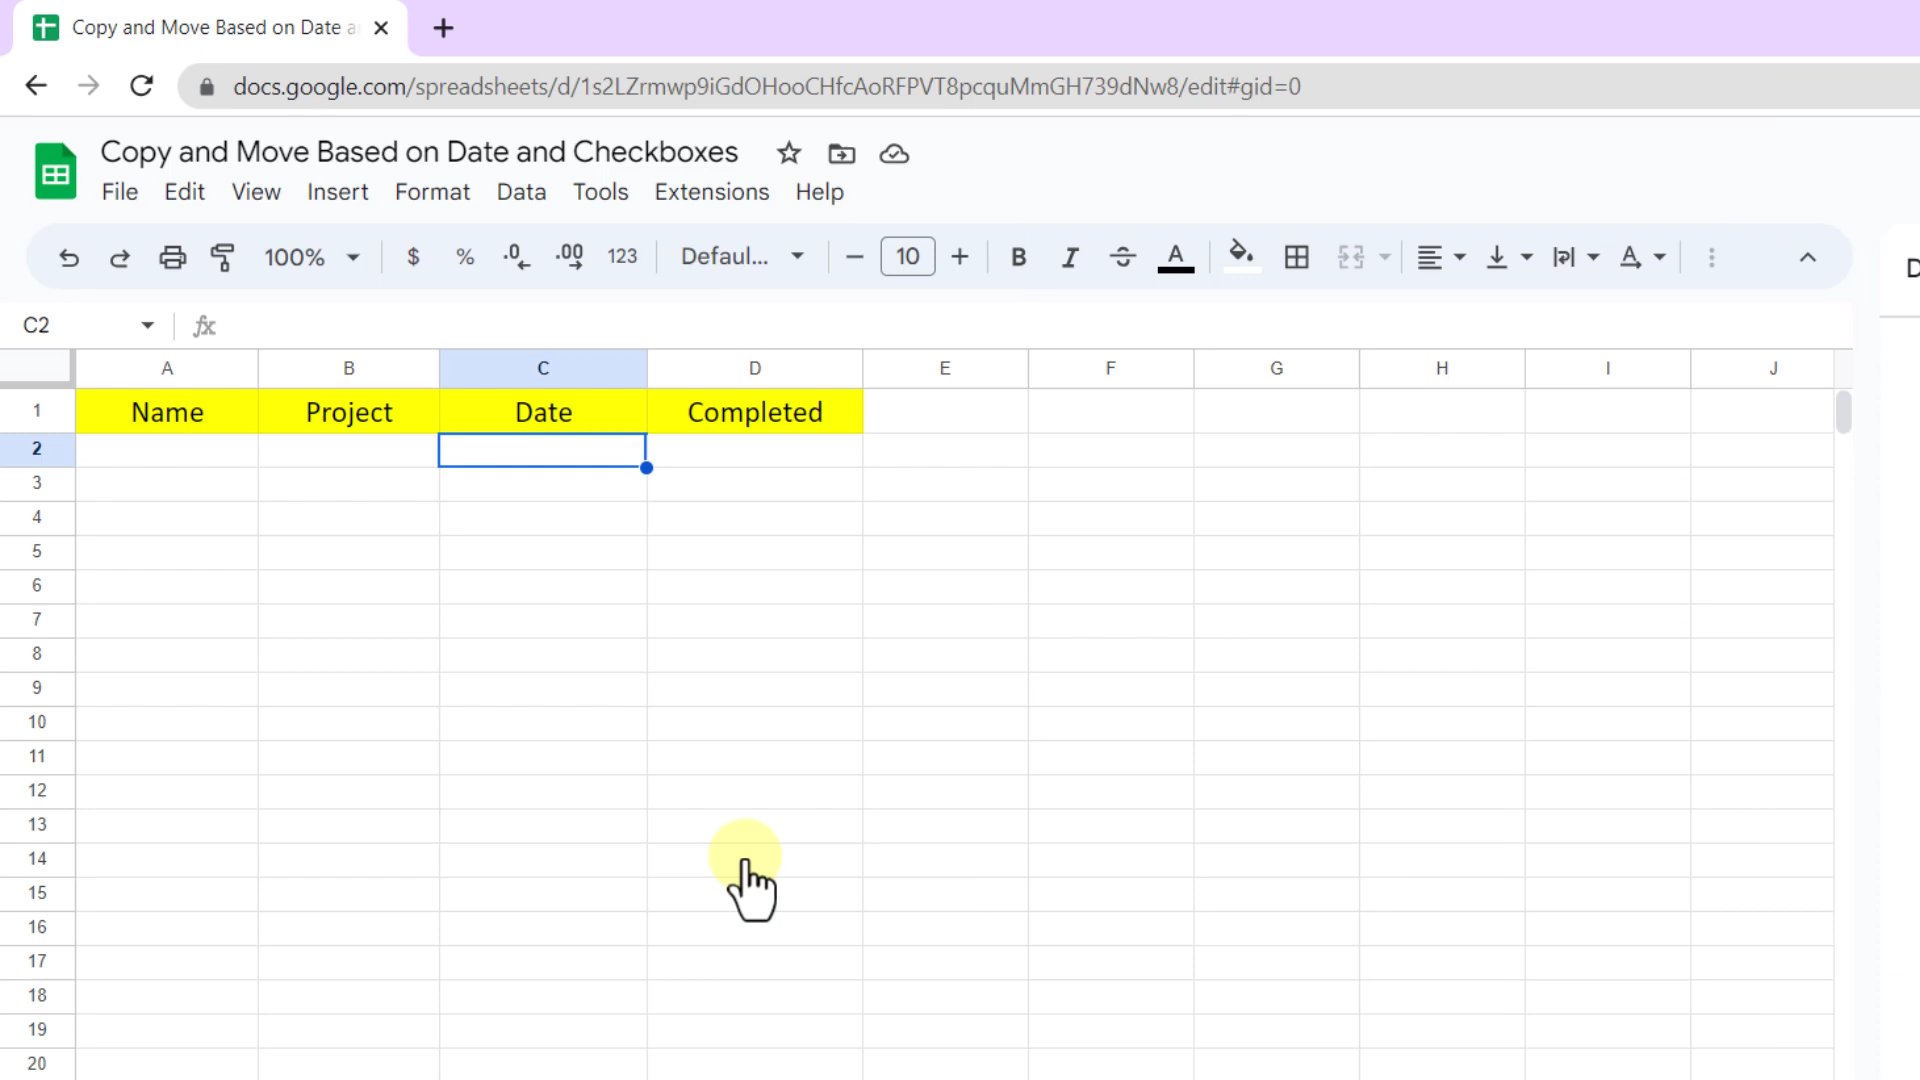 Copy and Move Based on Date a
docs.google.com/spreadsheets/d/1s2LZrmwp9iGdOHooCHfcAoRFPVT8pcquMmGH739dNw8/edit#gid=0
Copy and Move Based on Date and Checkboxes
File Edit View Insert Format Data Tools Extensions Help
100% $ % .0 .00 123 Defaul... 10 B I S A
D
C2 fx
A B C D E F G H I J
1 Name Project Date Completed
2
3
4
5
6
7
8
9
10
11
12
13
14
15
16
17
18
19
20